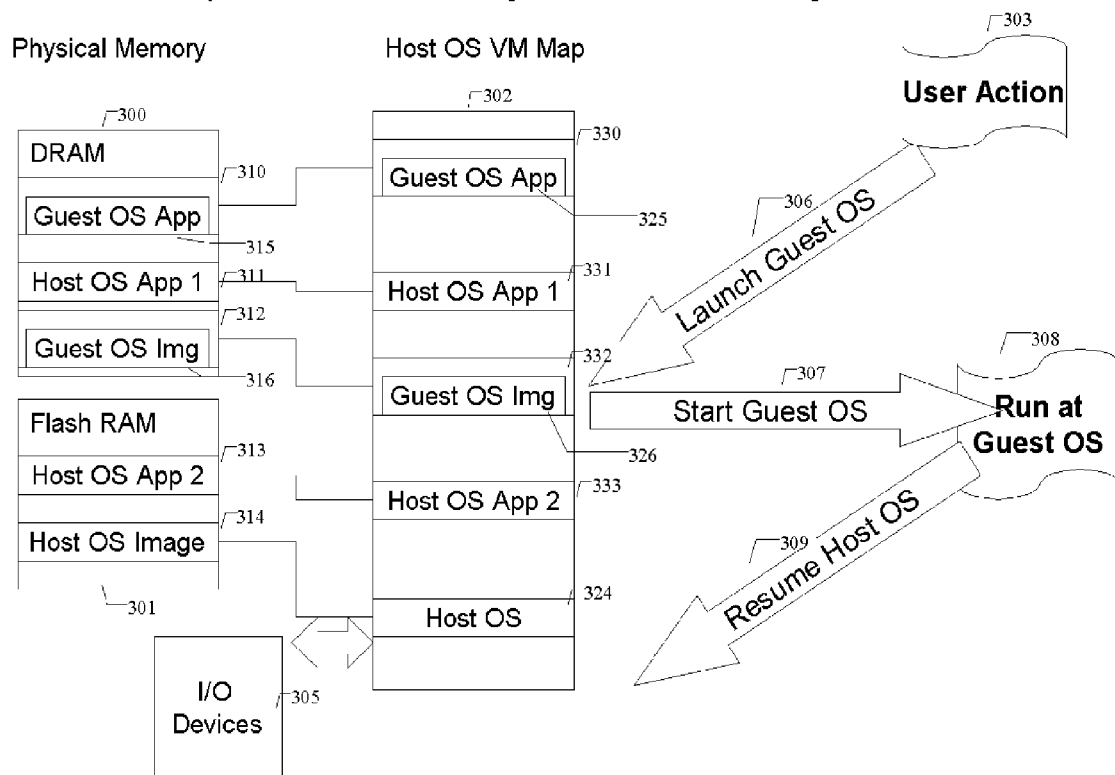 Physical Memory
Host OS VM Map
303
User Action
300
302
330
DRAM
310
Guest OS App
315
Guest OS App
325
306
Launch Guest OS
Host OS App 1
311
Host OS App 1
331
312
Guest OS Img
316
332
Guest OS Img
326
307
Start Guest OS
308
Run at
Guest OS
Flash RAM
313
Host OS App 2
333
Host OS App 2
314
Host OS Image
301
309
Resume Host OS
324
Host OS
I/O
Devices
305